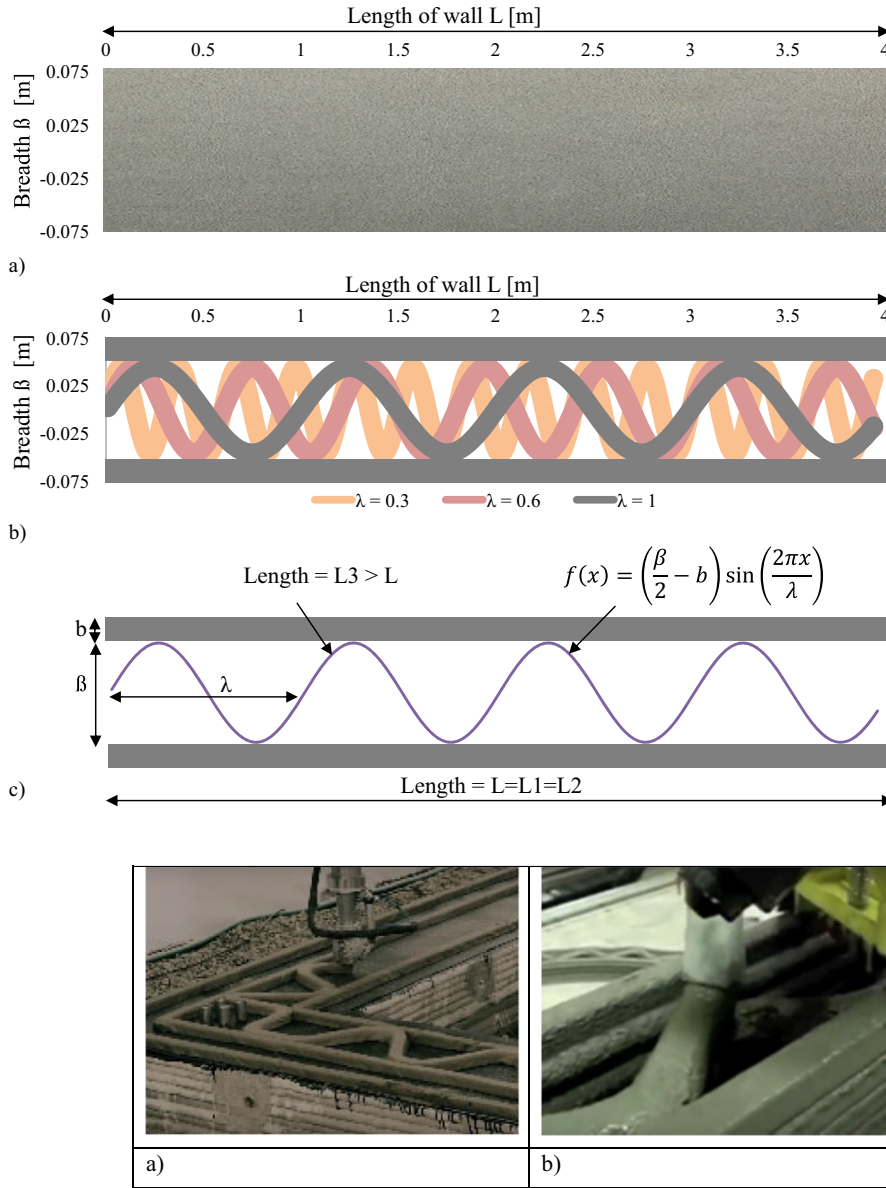 Length of wall L [m]
0 0.5 1 1.5 2 2.5 3 3.5 4
Breadth ß [m]
0.075
0.025
-0.025
-0.075
a)
Length of wall L [m]
0 0.5 1 1.5 2 2.5 3 3.5 4
Breadth ß [m]
0.075
0.025
-0.025
-0.075
λ = 0.3 λ = 0.6 λ = 1
b)
Length = L3 > L
f(x) = (β/2 − b) sin (2πx/λ)
b
ß
λ
Length = L=L1=L2
c)
a) b)